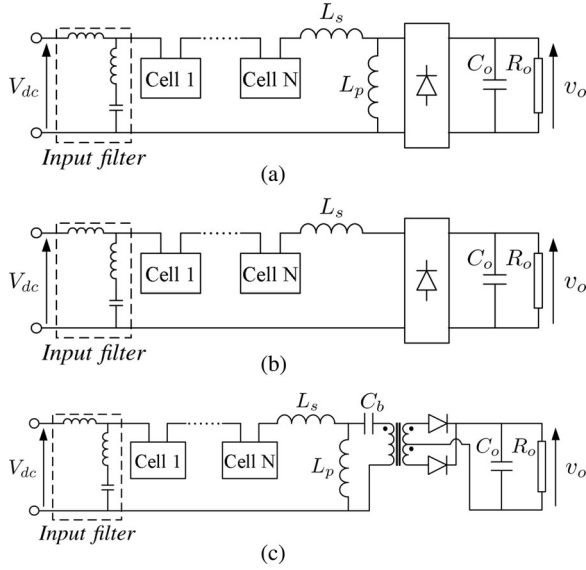 L_s
V_dc
Cell 1
Cell N
L_p
C_o
R_o
v_o
Input filter
(a)
L_s
V_dc
Cell 1
Cell N
C_o
R_o
v_o
Input filter
(b)
L_s
C_b
V_dc
Cell 1
Cell N
L_p
C_o
R_o
v_o
Input filter
(c)